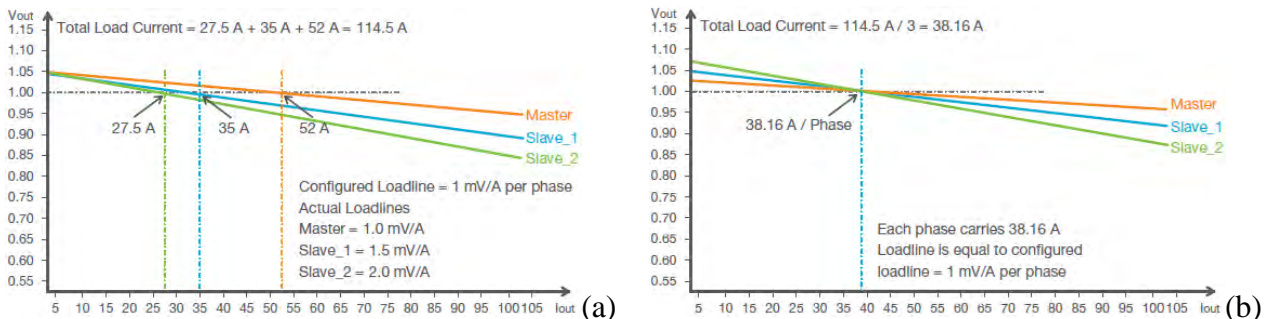 Vout
Total Load Current = 27.5 A + 35 A + 52 A = 114.5 A
1.15
1.10
1.05
1.00
0.95
0.90
0.85
0.80
0.75
0.70
0.65
0.60
0.55
27.5 A
35 A
52 A
Master
Slave_1
Slave_2
Configured Loadline = 1 mV/A per phase
Actual Loadlines
Master = 1.0 mV/A
Slave_1 = 1.5 mV/A
Slave_2 = 2.0 mV/A
5 10 15 20 25 30 35 40 45 50 55 60 65 70 75 80 85 90 95 100 105 Iout
(a)
Vout
Total Load Current = 114.5 A / 3 = 38.16 A
1.15
1.10
1.05
1.00
0.95
0.90
0.85
0.80
0.75
0.70
0.65
0.60
0.55
38.16 A / Phase
Master
Slave_1
Slave_2
Each phase carries 38.16 A
Loadline is equal to configured
loadline = 1 mV/A per phase
5 10 15 20 25 30 35 40 45 50 55 60 65 70 75 80 85 90 95 100 105 Iout
(b)